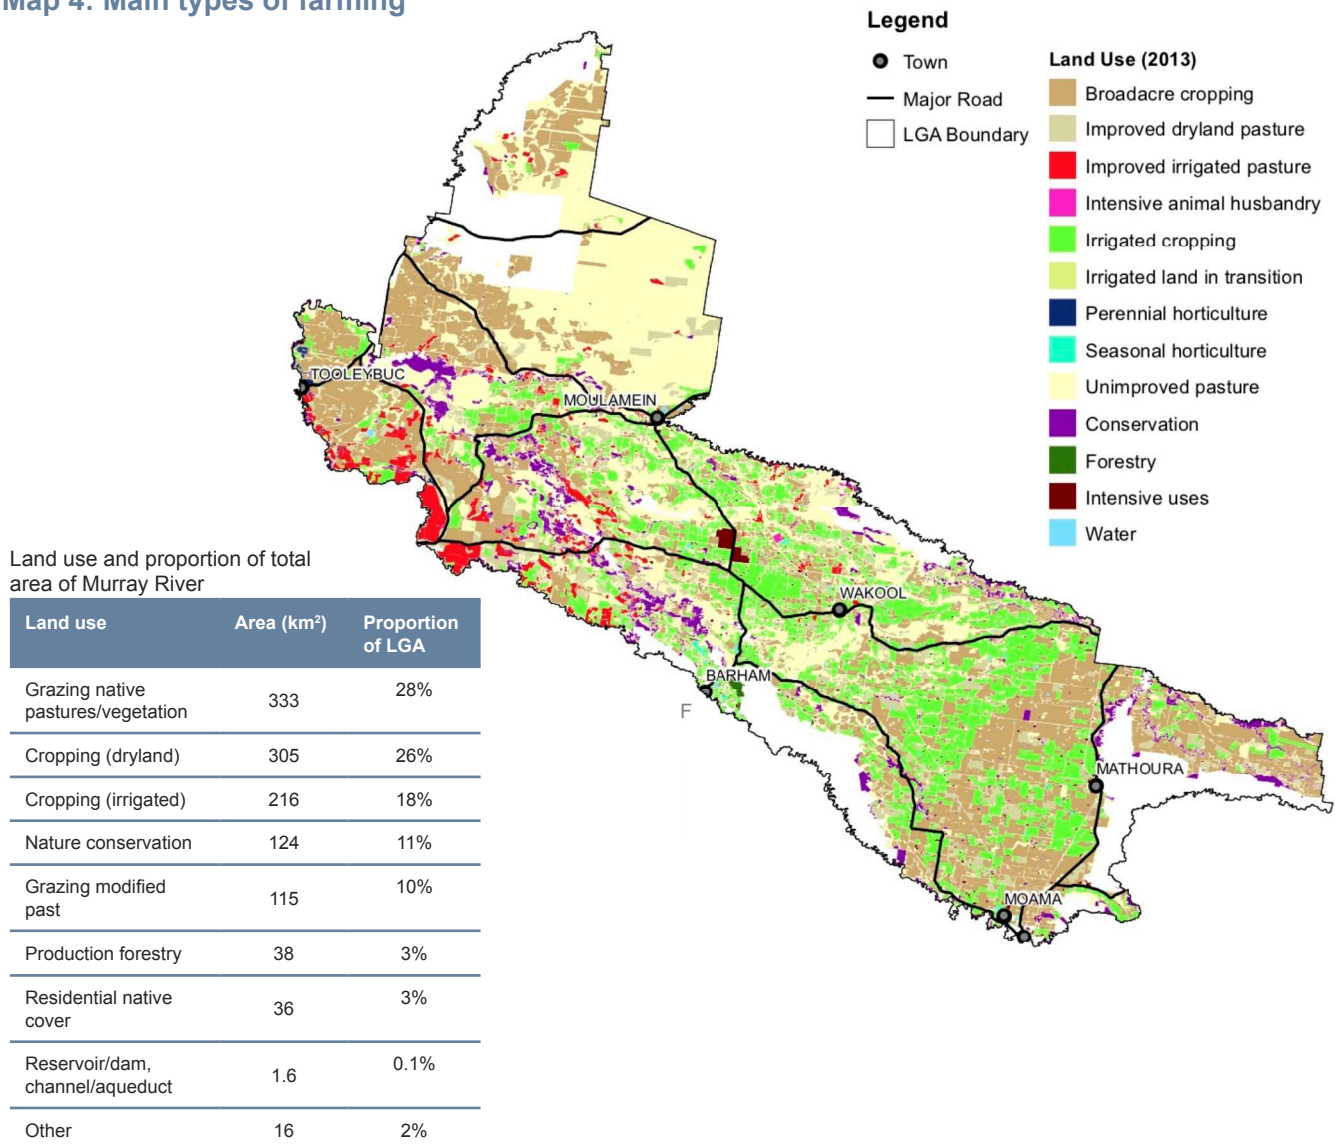 Map 4: Main types of farming
Legend
Town
Major Road
LGA Boundary
Land Use (2013)
Broadacre cropping
Improved dryland pasture
Improved irrigated pasture
Intensive animal husbandry
Irrigated cropping
Irrigated land in transition
Perennial horticulture
Seasonal horticulture
Unimproved pasture
Conservation
Forestry
Intensive uses
Water
TOOLEYBUC
MOULAMEIN
WAKOOL
BARHAM
F
MATHOURA
MOAMA
Land use and proportion of total
area of Murray River
Land use Area (km²) Proportion
of LGA
Grazing native
pastures/vegetation 333 28%
Cropping (dryland) 305 26%
Cropping (irrigated) 216 18%
Nature conservation 124 11%
Grazing modified
past 115 10%
Production forestry 38 3%
Residential native
cover 36 3%
Reservoir/dam,
channel/aqueduct 1.6 0.1%
Other 16 2%